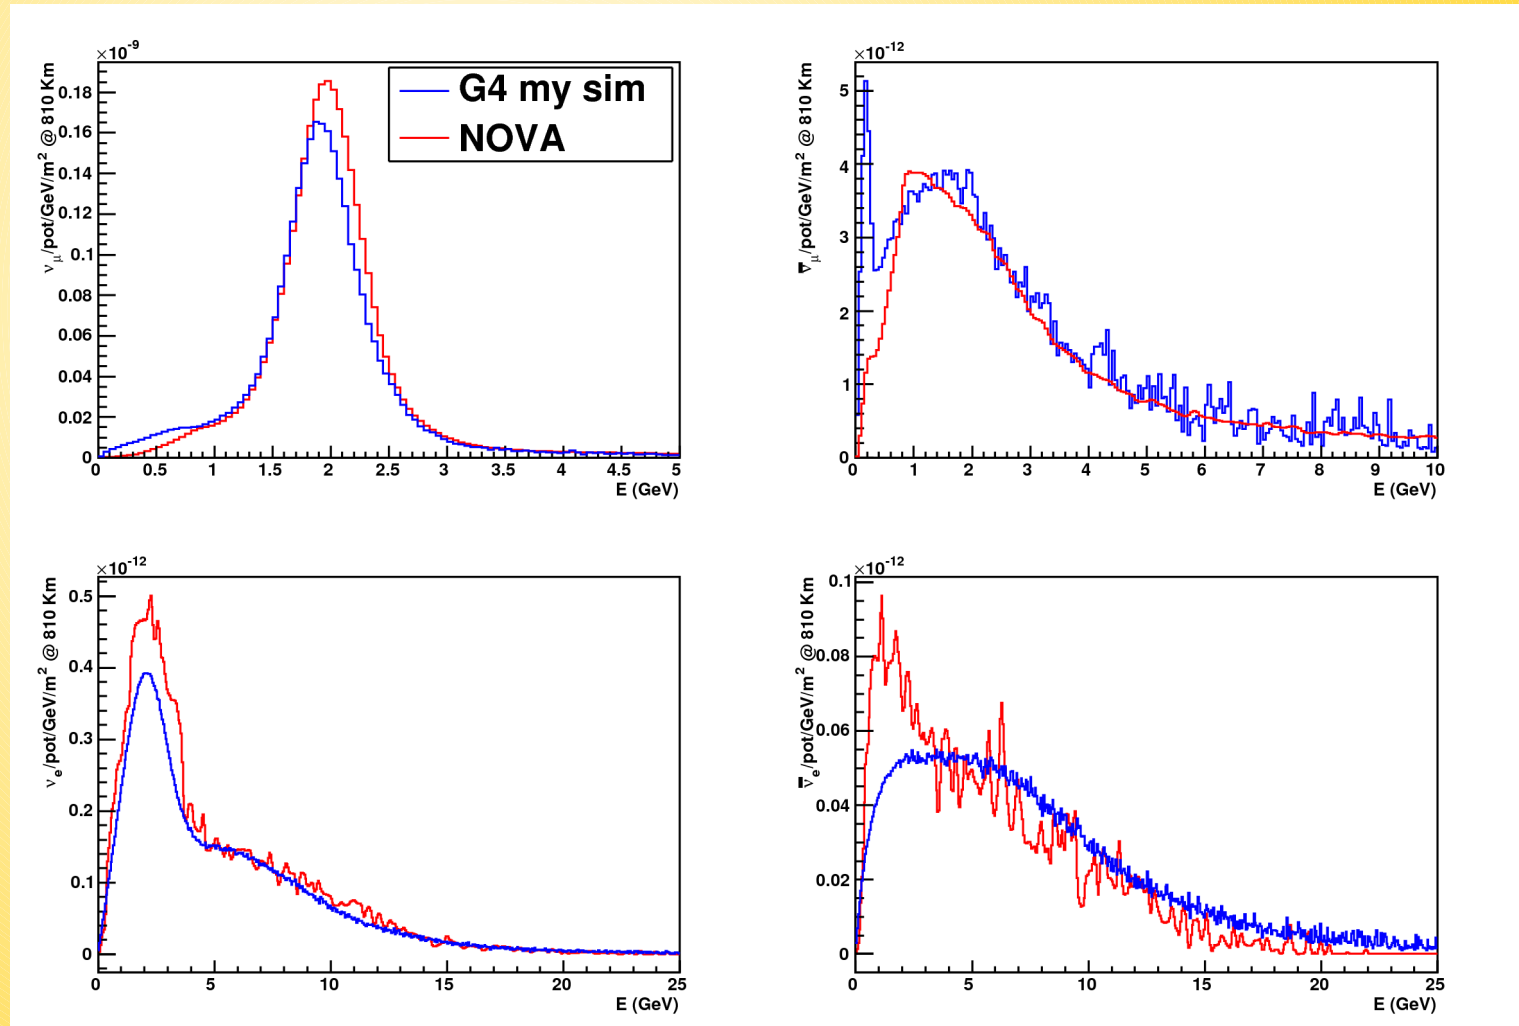 ×10⁻⁹
ν_μ/pot/GeV/m² @ 810 Km
0.18
0.16
0.14
0.12
0.1
0.08
0.06
0.04
0.02
0
0 0.5 1 1.5 2 2.5 3 3.5 4 4.5 5
E (GeV)
G4 my sim
NOVA
×10⁻¹²
ν̅_μ/pot/GeV/m² @ 810 Km
5
4
3
2
1
0
0 1 2 3 4 5 6 7 8 9 10
E (GeV)
×10⁻¹²
ν_e/pot/GeV/m² @ 810 Km
0.5
0.4
0.3
0.2
0.1
0
0 5 10 15 20 25
E (GeV)
×10⁻¹²
ν̅_e/pot/GeV/m² @ 810 Km
0.1
0.08
0.06
0.04
0.02
0
0 5 10 15 20 25
E (GeV)